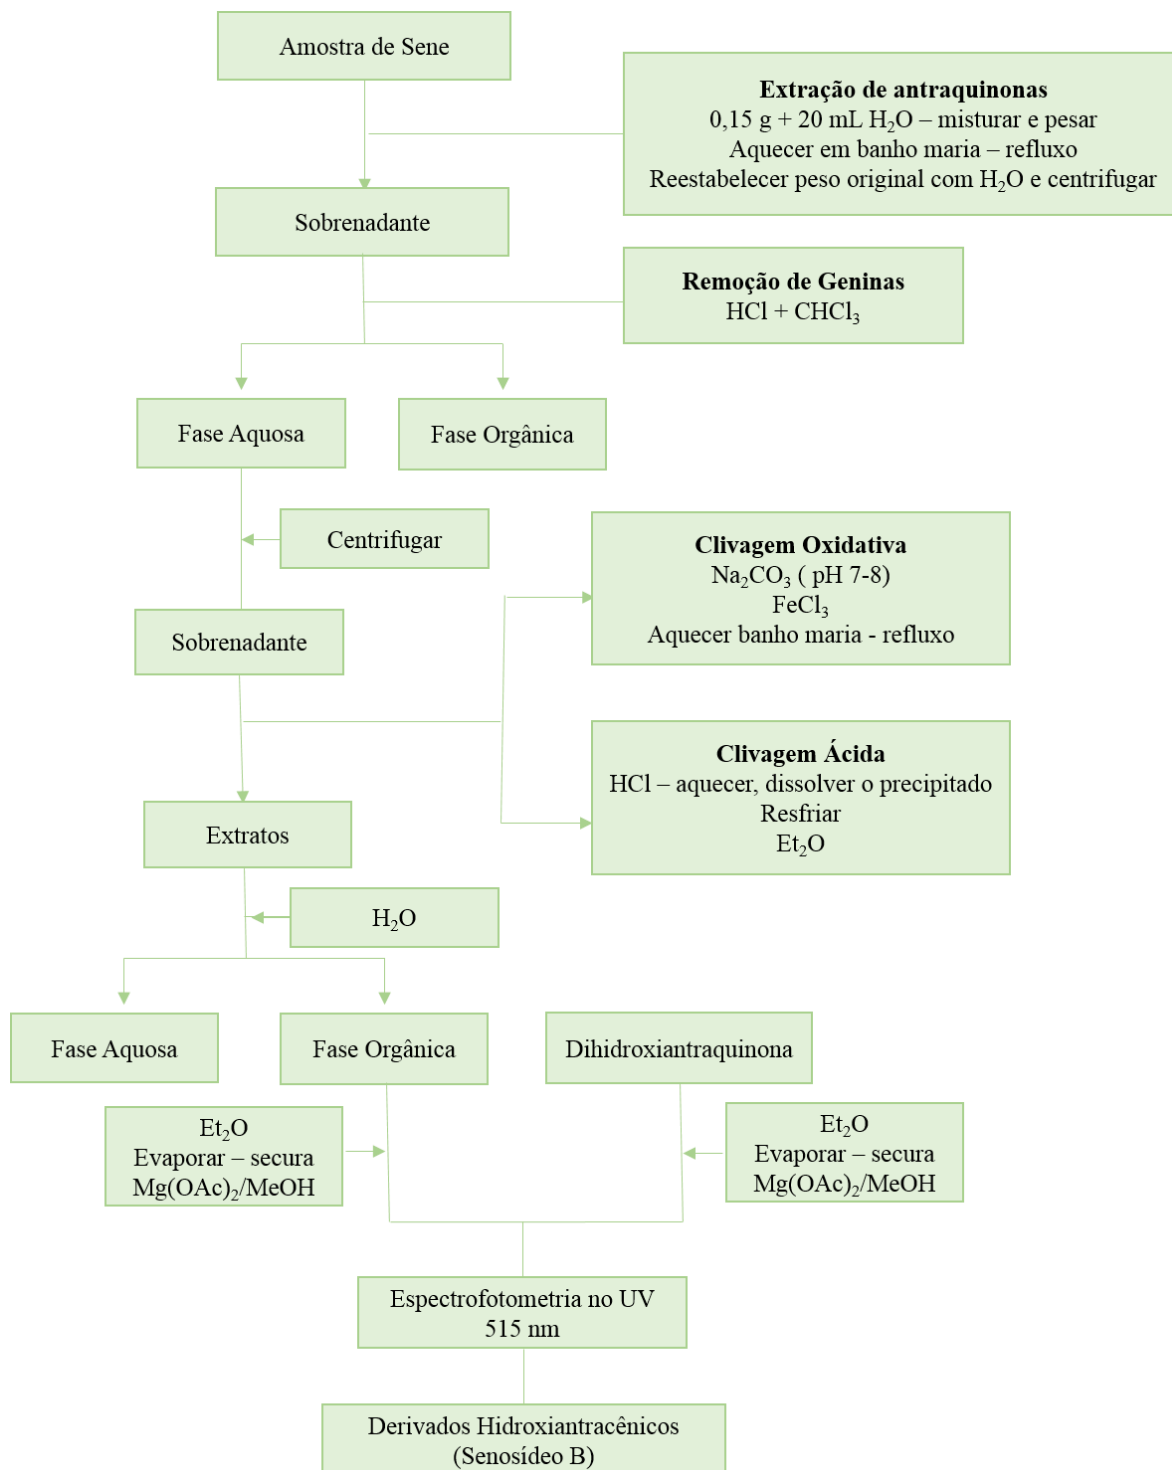 Amostra de Sene
Extração de antraquinonas
0,15 g + 20 mL H₂O – misturar e pesar
Aquecer em banho maria – refluxo
Reestabelecer peso original com H₂O e centrifugar
Sobrenadante
Remoção de Geninas
HCl + CHCl₃
Fase Aquosa
Fase Orgânica
Centrifugar
Clivagem Oxidativa
Na₂CO₃ ( pH 7-8)
FeCl₃
Aquecer banho maria - refluxo
Sobrenadante
Clivagem Ácida
HCl – aquecer, dissolver o precipitado
Resfriar
Et₂O
Extratos
H₂O
Fase Aquosa
Fase Orgânica
Dihidroxiantraquinona
Et₂O
Evaporar – secura
Mg(OAc)₂/MeOH
Et₂O
Evaporar – secura
Mg(OAc)₂/MeOH
Espectrofotometria no UV
515 nm
Derivados Hidroxiantracênicos
(Senosídeo B)